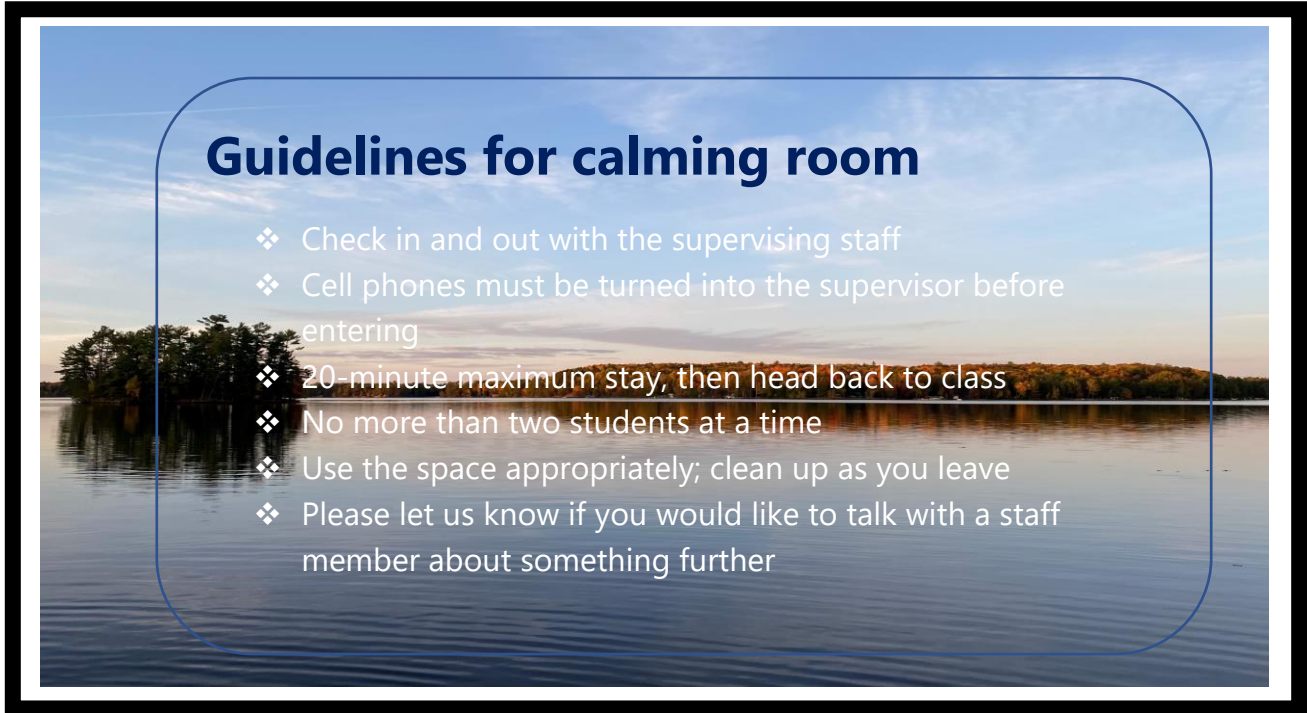 Guidelines for calming room
❖ Check in and out with the supervising staff
❖ Cell phones must be turned into the supervisor before
entering
❖ 20-minute maximum stay, then head back to class
❖ No more than two students at a time
❖ Use the space appropriately; clean up as you leave
❖ Please let us know if you would like to talk with a staff
member about something further